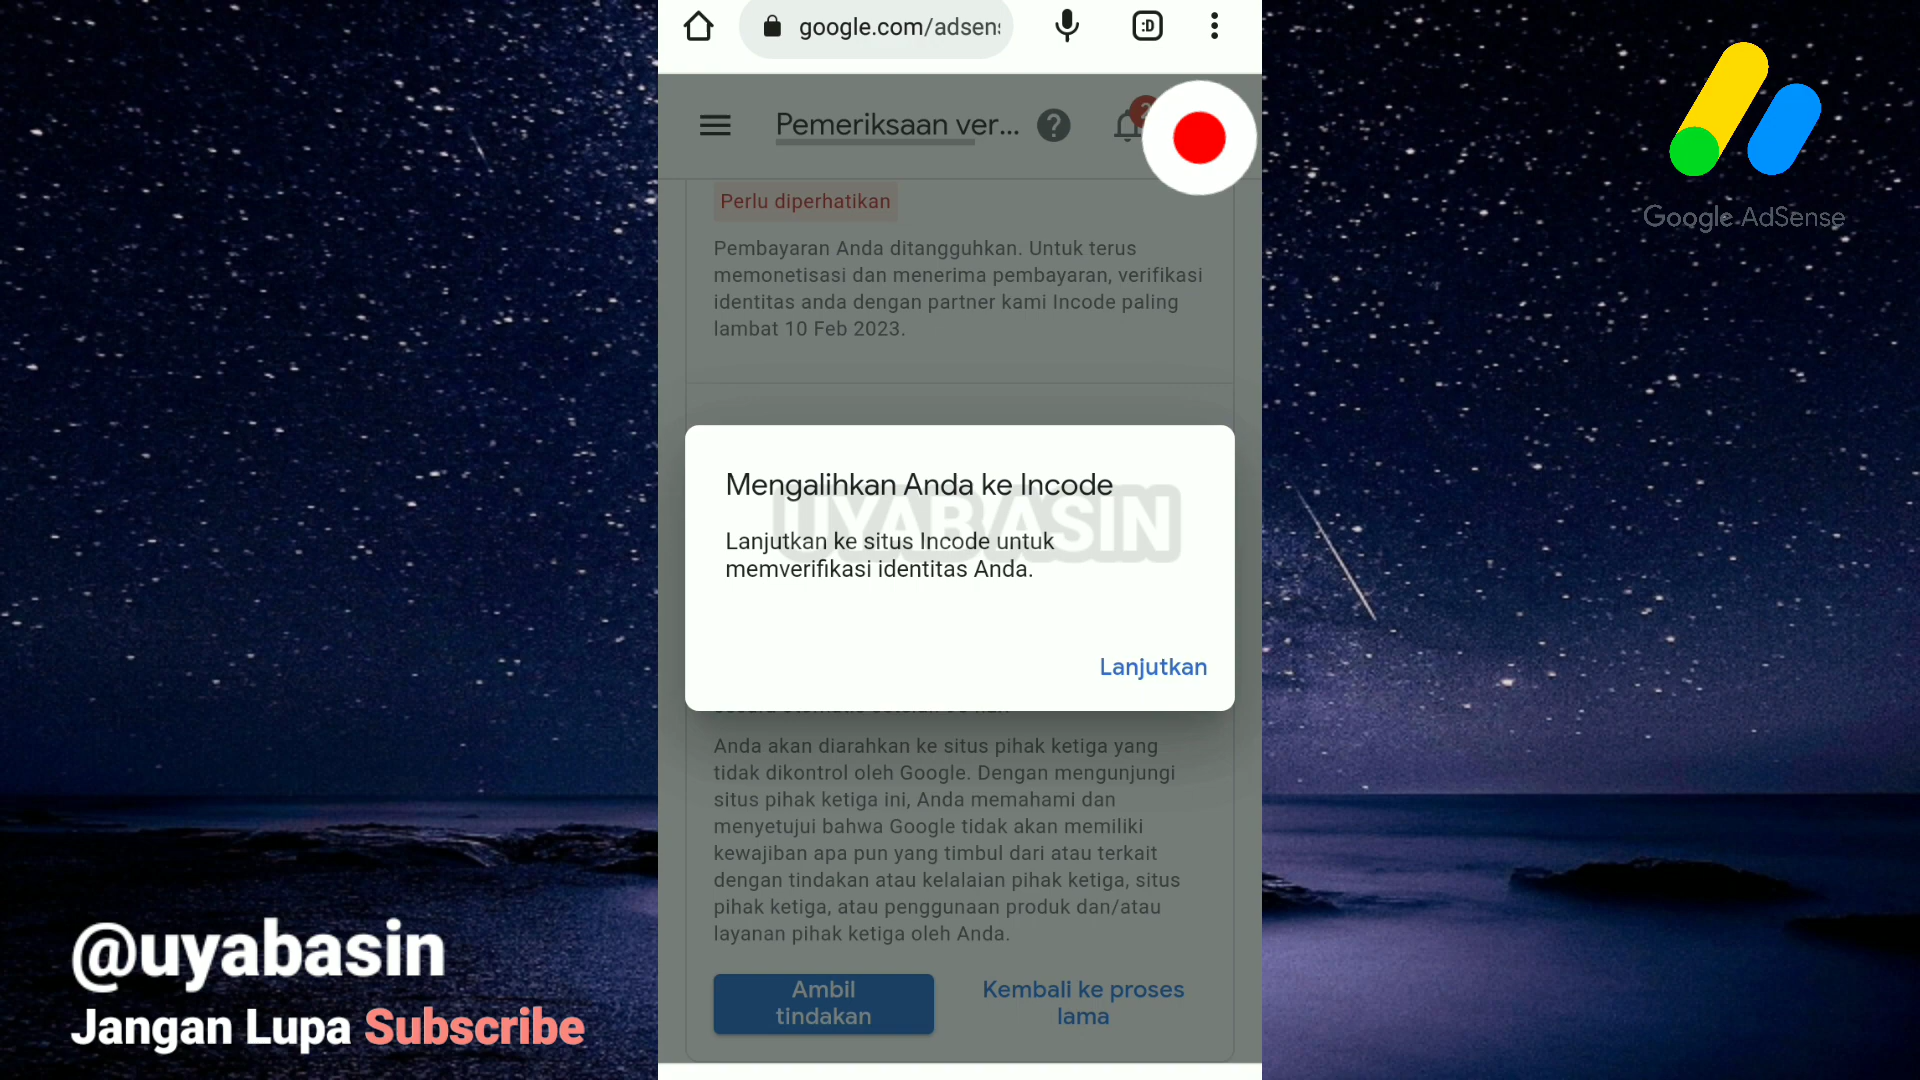 google.com/adsen
:D
Pemeriksaan ver...
2
Perlu diperhatikan
Pembayaran Anda ditangguhkan. Untuk terus
memonetisasi dan menerima pembayaran, verifikasi
identitas anda dengan partner kami Incode paling
lambat 10 Feb 2023.
Mengalihkan Anda ke Incode
UYABASIN
Lanjutkan ke situs Incode untuk
memverifikasi identitas Anda.
Lanjutkan
Anda akan diarahkan ke situs pihak ketiga yang
tidak dikontrol oleh Google. Dengan mengunjungi
situs pihak ketiga ini, Anda memahami dan
menyetujui bahwa Google tidak akan memiliki
kewajiban apa pun yang timbul dari atau terkait
dengan tindakan atau kelalaian pihak ketiga, situs
pihak ketiga, atau penggunaan produk dan/atau
layanan pihak ketiga oleh Anda.
Ambil
tindakan
Kembali ke proses
lama
Google AdSense
@uyabasin
Jangan Lupa Subscribe